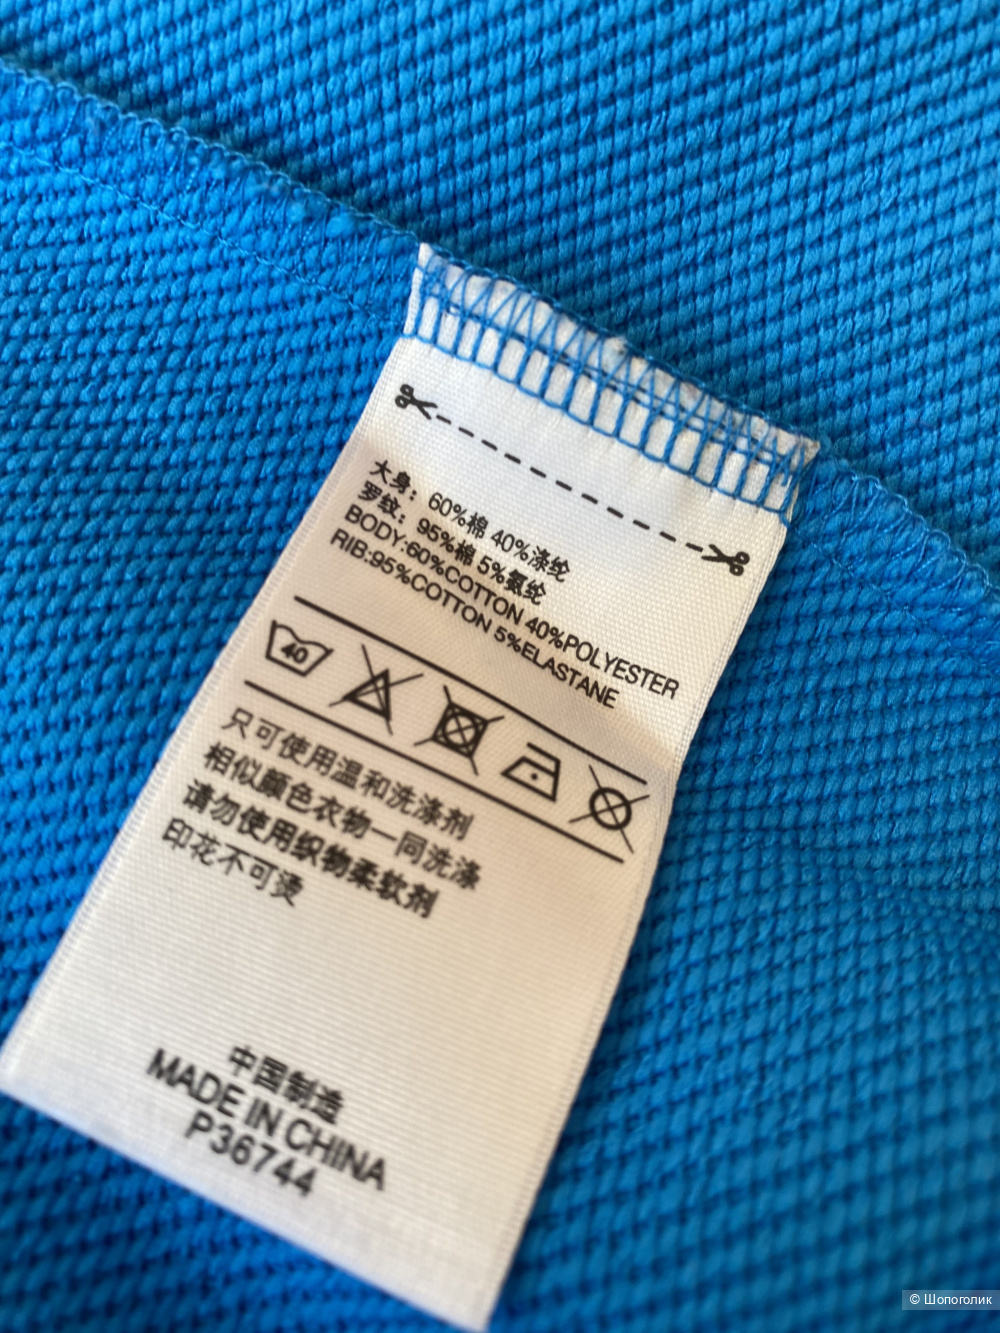 大身: 60%棉 40%涤纶
罗纹: 95%棉 5%氨纶
BODY:60%COTTON 40%POLYESTER
RIB:95%COTTON 5%ELASTANE
40
只可使用温和洗涤剂
相似颜色衣物一同洗涤
请勿使用织物柔软剂
印花不可烫
中国制造
MADE IN CHINA
P36744
© Шопоголик